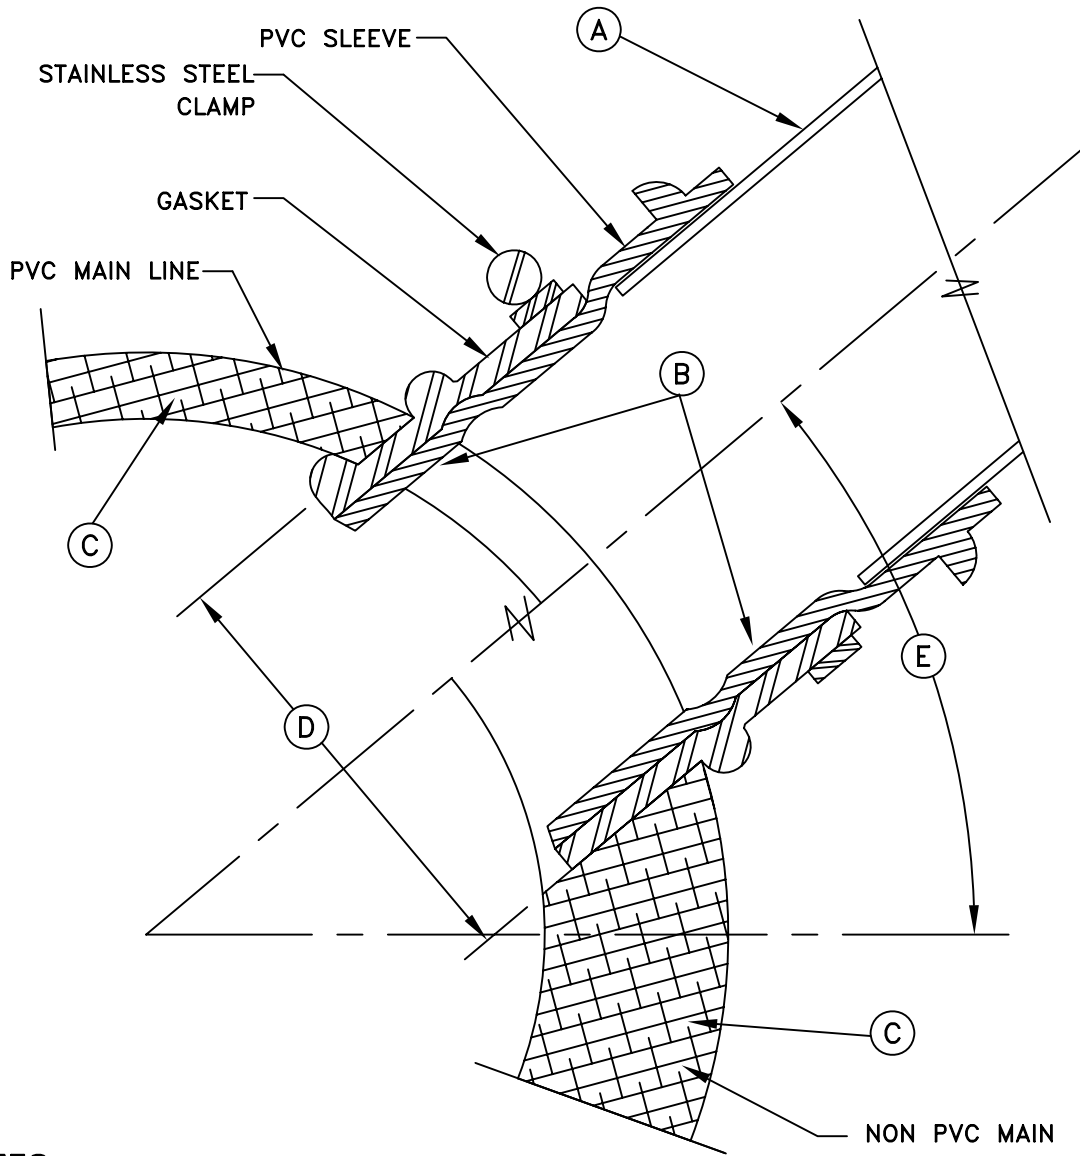 PVC SLEEVE
A
STAINLESS STEEL
CLAMP
GASKET
PVC MAIN LINE
B
C
E
D
C
NON PVC MAIN